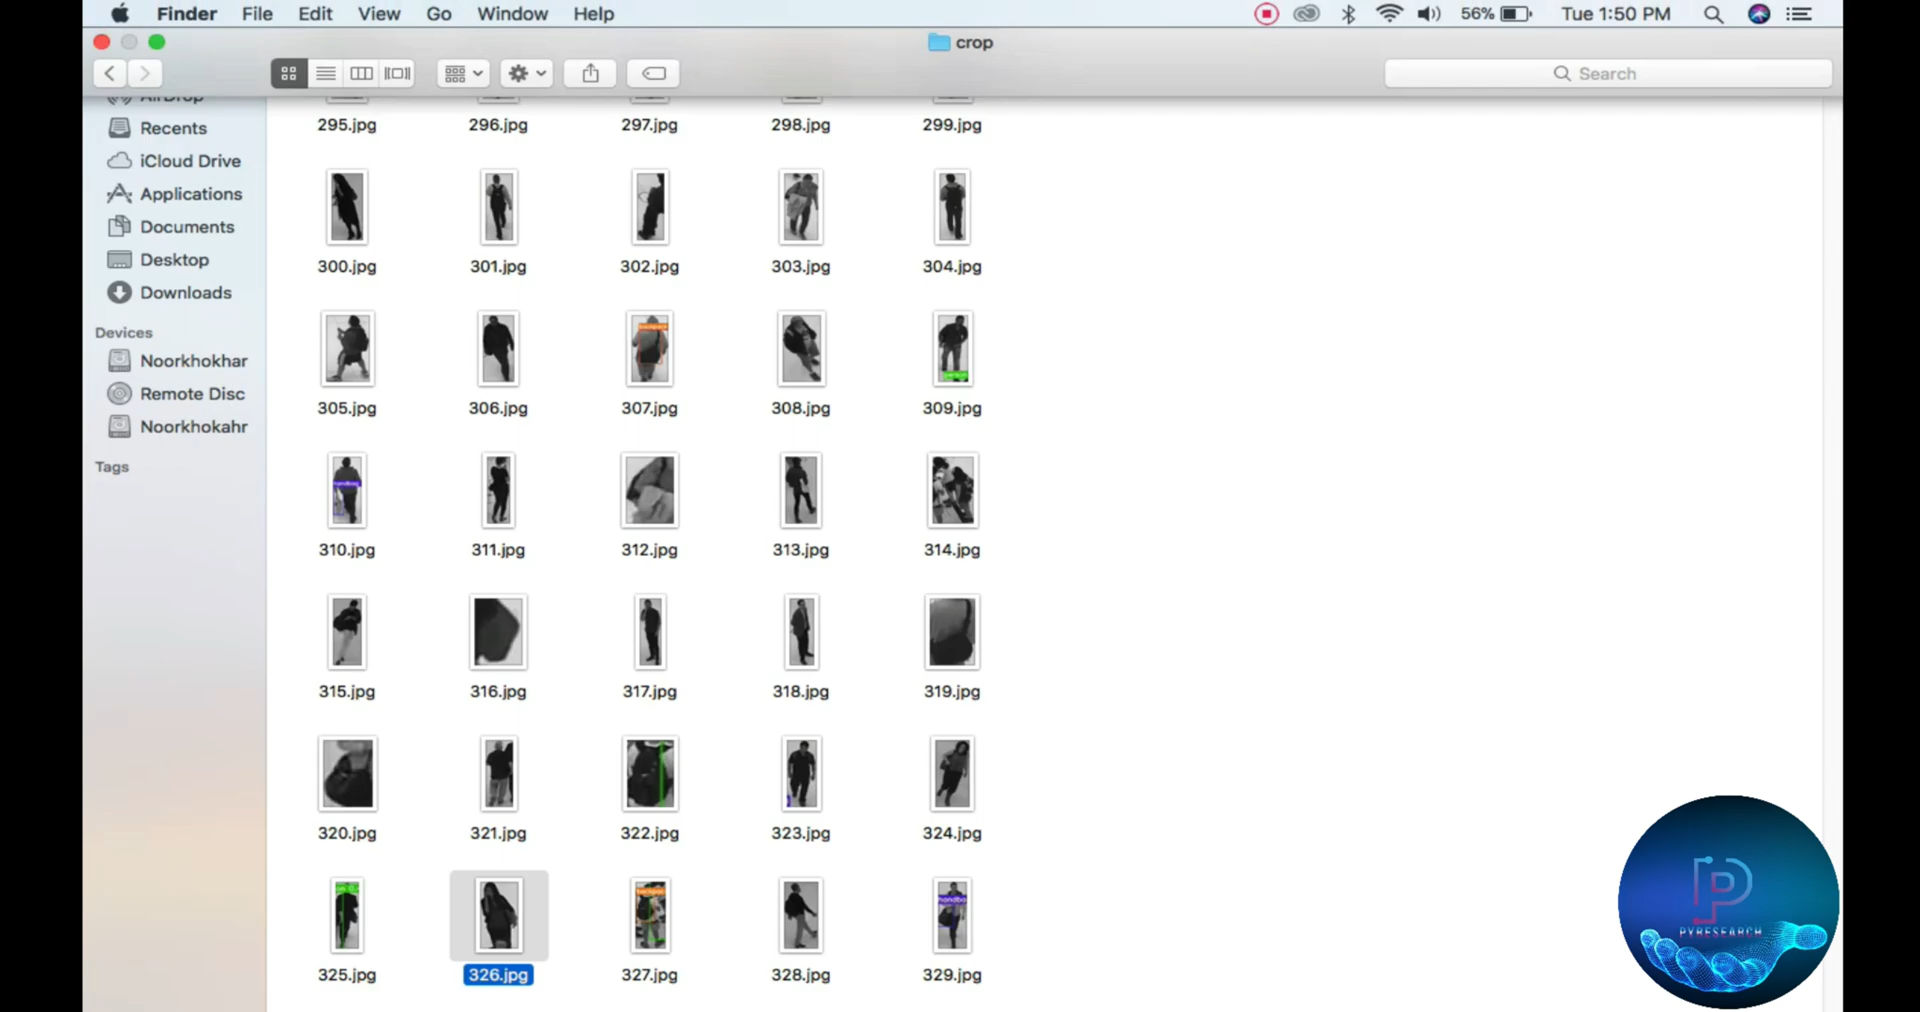 Finder File Edit View Go Window Help 56% Tue 1:50 PM
crop
Search
AirDrop
Recents
iCloud Drive
Applications
Documents
Desktop
Downloads
Devices
Noorkhokhar
Remote Disc
Noorkhokahr
Tags
295.jpg 296.jpg 297.jpg 298.jpg 299.jpg
300.jpg 301.jpg 302.jpg 303.jpg 304.jpg
305.jpg 306.jpg 307.jpg 308.jpg 309.jpg
310.jpg 311.jpg 312.jpg 313.jpg 314.jpg
315.jpg 316.jpg 317.jpg 318.jpg 319.jpg
320.jpg 321.jpg 322.jpg 323.jpg 324.jpg
325.jpg 326.jpg 327.jpg 328.jpg 329.jpg
PYRESEARCH